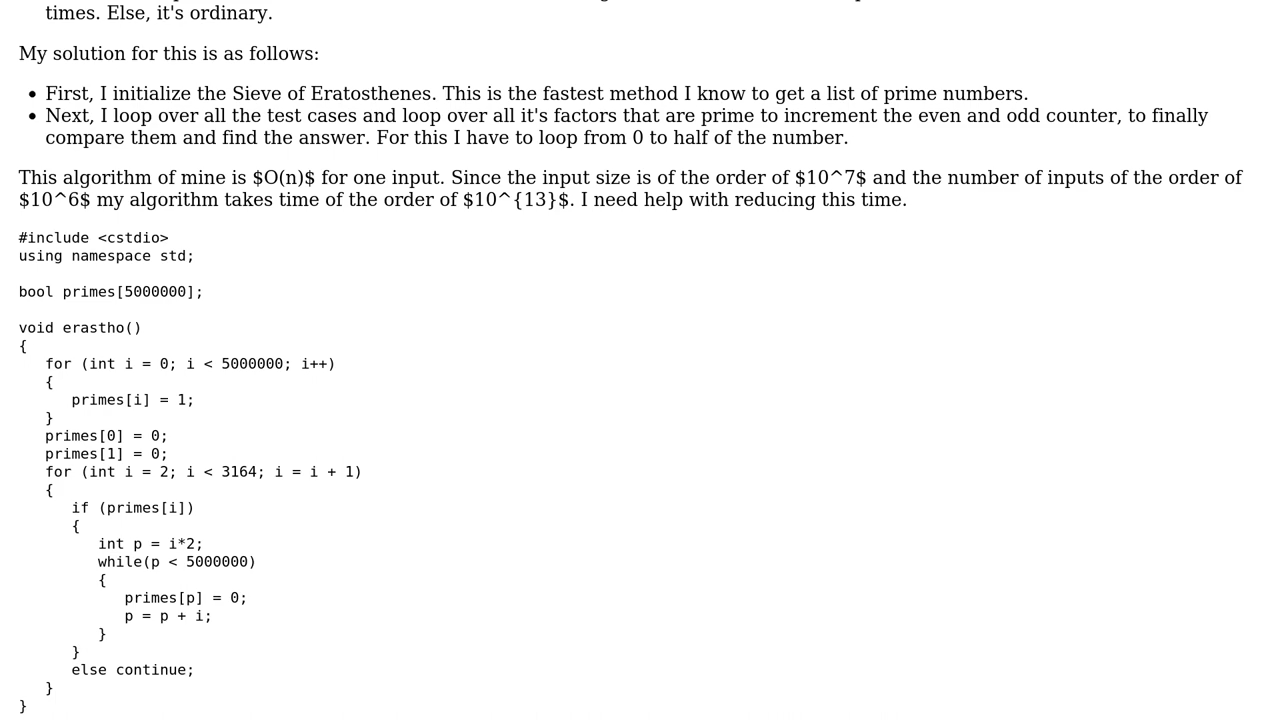 times. Else, it's ordinary.
My solution for this is as follows:
• First, I initialize the Sieve of Eratosthenes. This is the fastest method I know to get a list of prime numbers.
• Next, I loop over all the test cases and loop over all it's factors that are prime to increment the even and odd counter, to finally
compare them and find the answer. For this I have to loop from 0 to half of the number.
This algorithm of mine is $O(n)$ for one input. Since the input size is of the order of $10^7$ and the number of inputs of the order of
$10^6$ my algorithm takes time of the order of $10^{13}$. I need help with reducing this time.
#include <cstdio>
using namespace std;
bool primes[5000000];
void erastho()
{
   for (int i = 0; i < 5000000; i++)
   {
      primes[i] = 1;
   }
   primes[0] = 0;
   primes[1] = 0;
   for (int i = 2; i < 3164; i = i + 1)
   {
      if (primes[i])
      {
         int p = i*2;
         while(p < 5000000)
         {
            primes[p] = 0;
            p = p + i;
         }
      }
      else continue;
   }
}